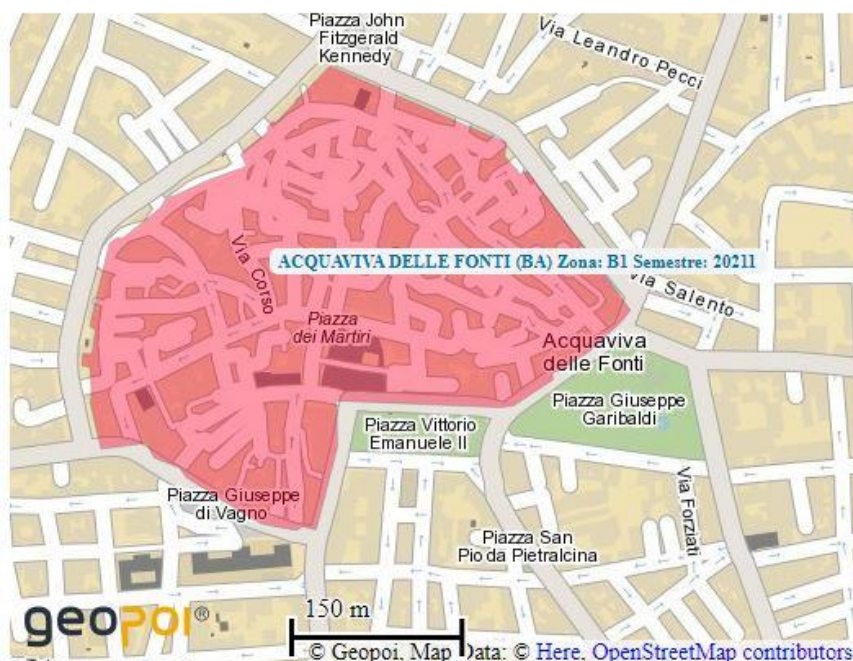 Piazza John
Fitzgerald
Kennedy
Via Leandro Pecci
Via Corso
ACQUAVIVA DELLE FONTI (BA) Zona: B1 Semestre: 20211
Via Salento
Piazza
dei Martiri
Acquaviva
delle Fonti
Piazza Giuseppe
Garibaldi
Piazza Vittorio
Emanuele II
Via Forziati
Piazza Giuseppe
di Vagno
Piazza San
Pio da Pietralcina
geopoi®
150 m
© Geopoi, Map Data: © Here, OpenStreetMap contributors